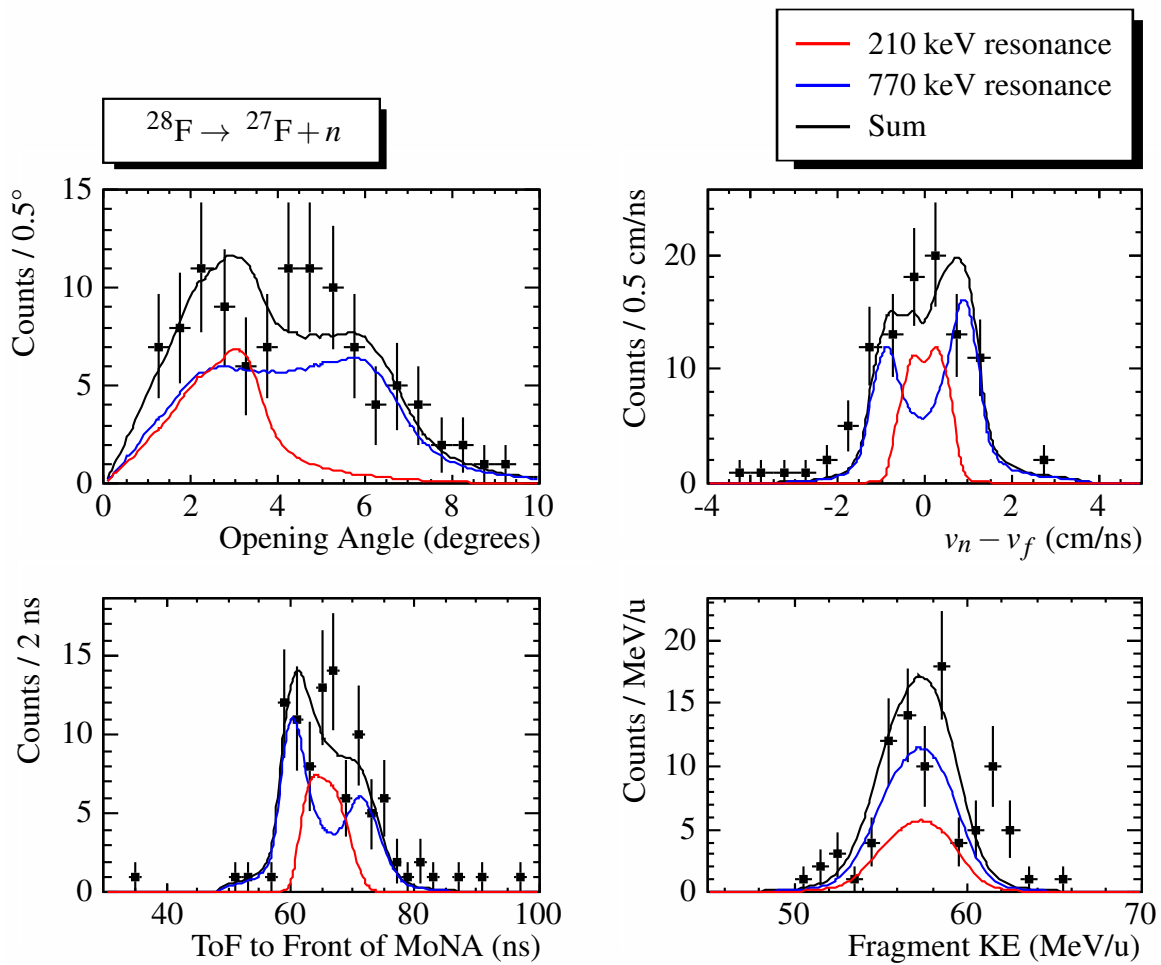 210 keV resonance
770 keV resonance
Sum
²⁸F → ²⁷F + n
Counts / 0.5°
15
10
5
0
0 2 4 6 8 10
Opening Angle (degrees)
Counts / 0.5 cm/ns
20
10
0
-4 -2 0 2 4
vₙ − v_f (cm/ns)
Counts / 2 ns
15
10
5
0
40 60 80 100
ToF to Front of MoNA (ns)
Counts / MeV/u
20
15
10
5
0
50 60 70
Fragment KE (MeV/u)